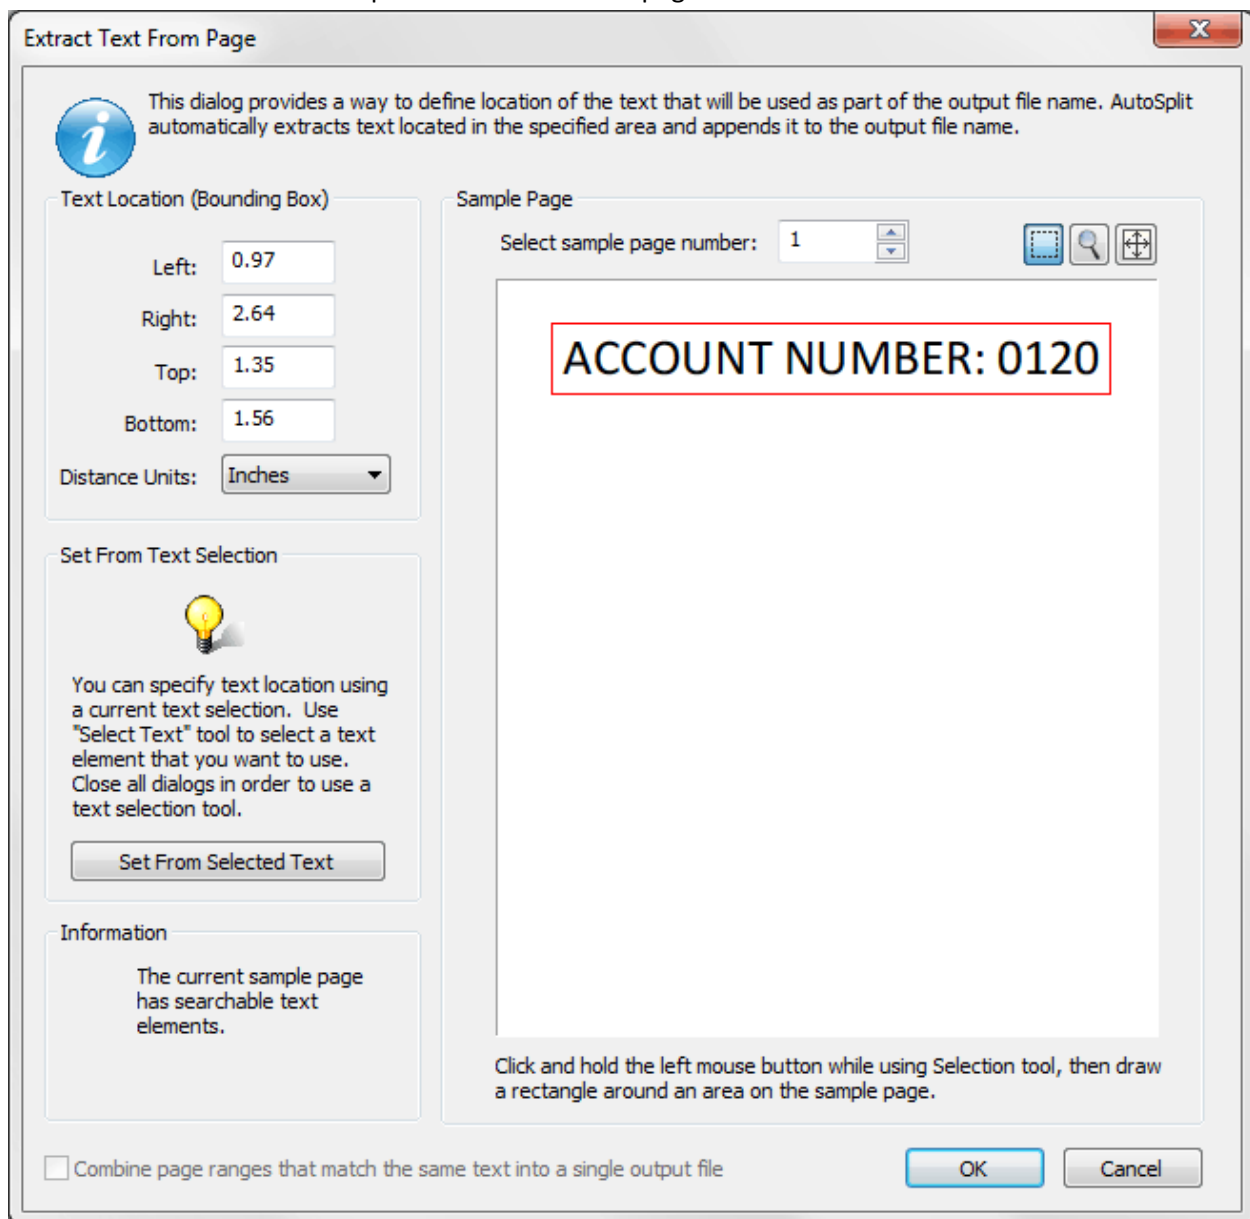 Extract Text From Page
This dialog provides a way to define location of the text that will be used as part of the output file name. AutoSplit
automatically extracts text located in the specified area and appends it to the output file name.
Text Location (Bounding Box)
Left: 0.97
Right: 2.64
Top: 1.35
Bottom: 1.56
Distance Units: Inches
Set From Text Selection
You can specify text location using
a current text selection. Use
"Select Text" tool to select a text
element that you want to use.
Close all dialogs in order to use a
text selection tool.
Set From Selected Text
Information
The current sample page
has searchable text
elements.
Sample Page
Select sample page number: 1
ACCOUNT NUMBER: 0120
Click and hold the left mouse button while using Selection tool, then draw
a rectangle around an area on the sample page.
Combine page ranges that match the same text into a single output file
OK Cancel